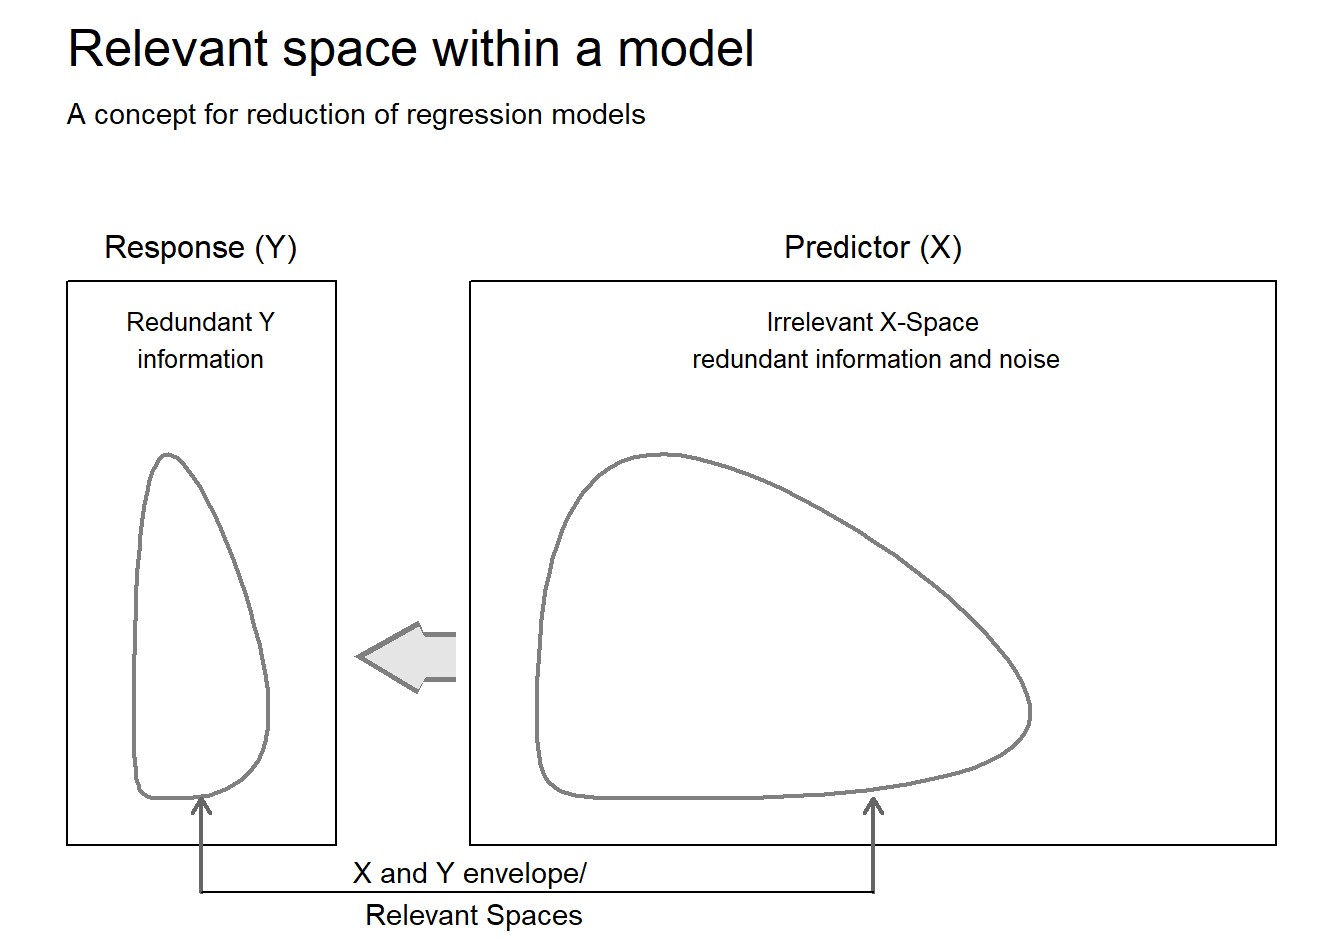 Relevant space within a model
A concept for reduction of regression models
Response (Y)
Predictor (X)
Redundant Y
information
Irrelevant X-Space
redundant information and noise
X and Y envelope/
Relevant Spaces